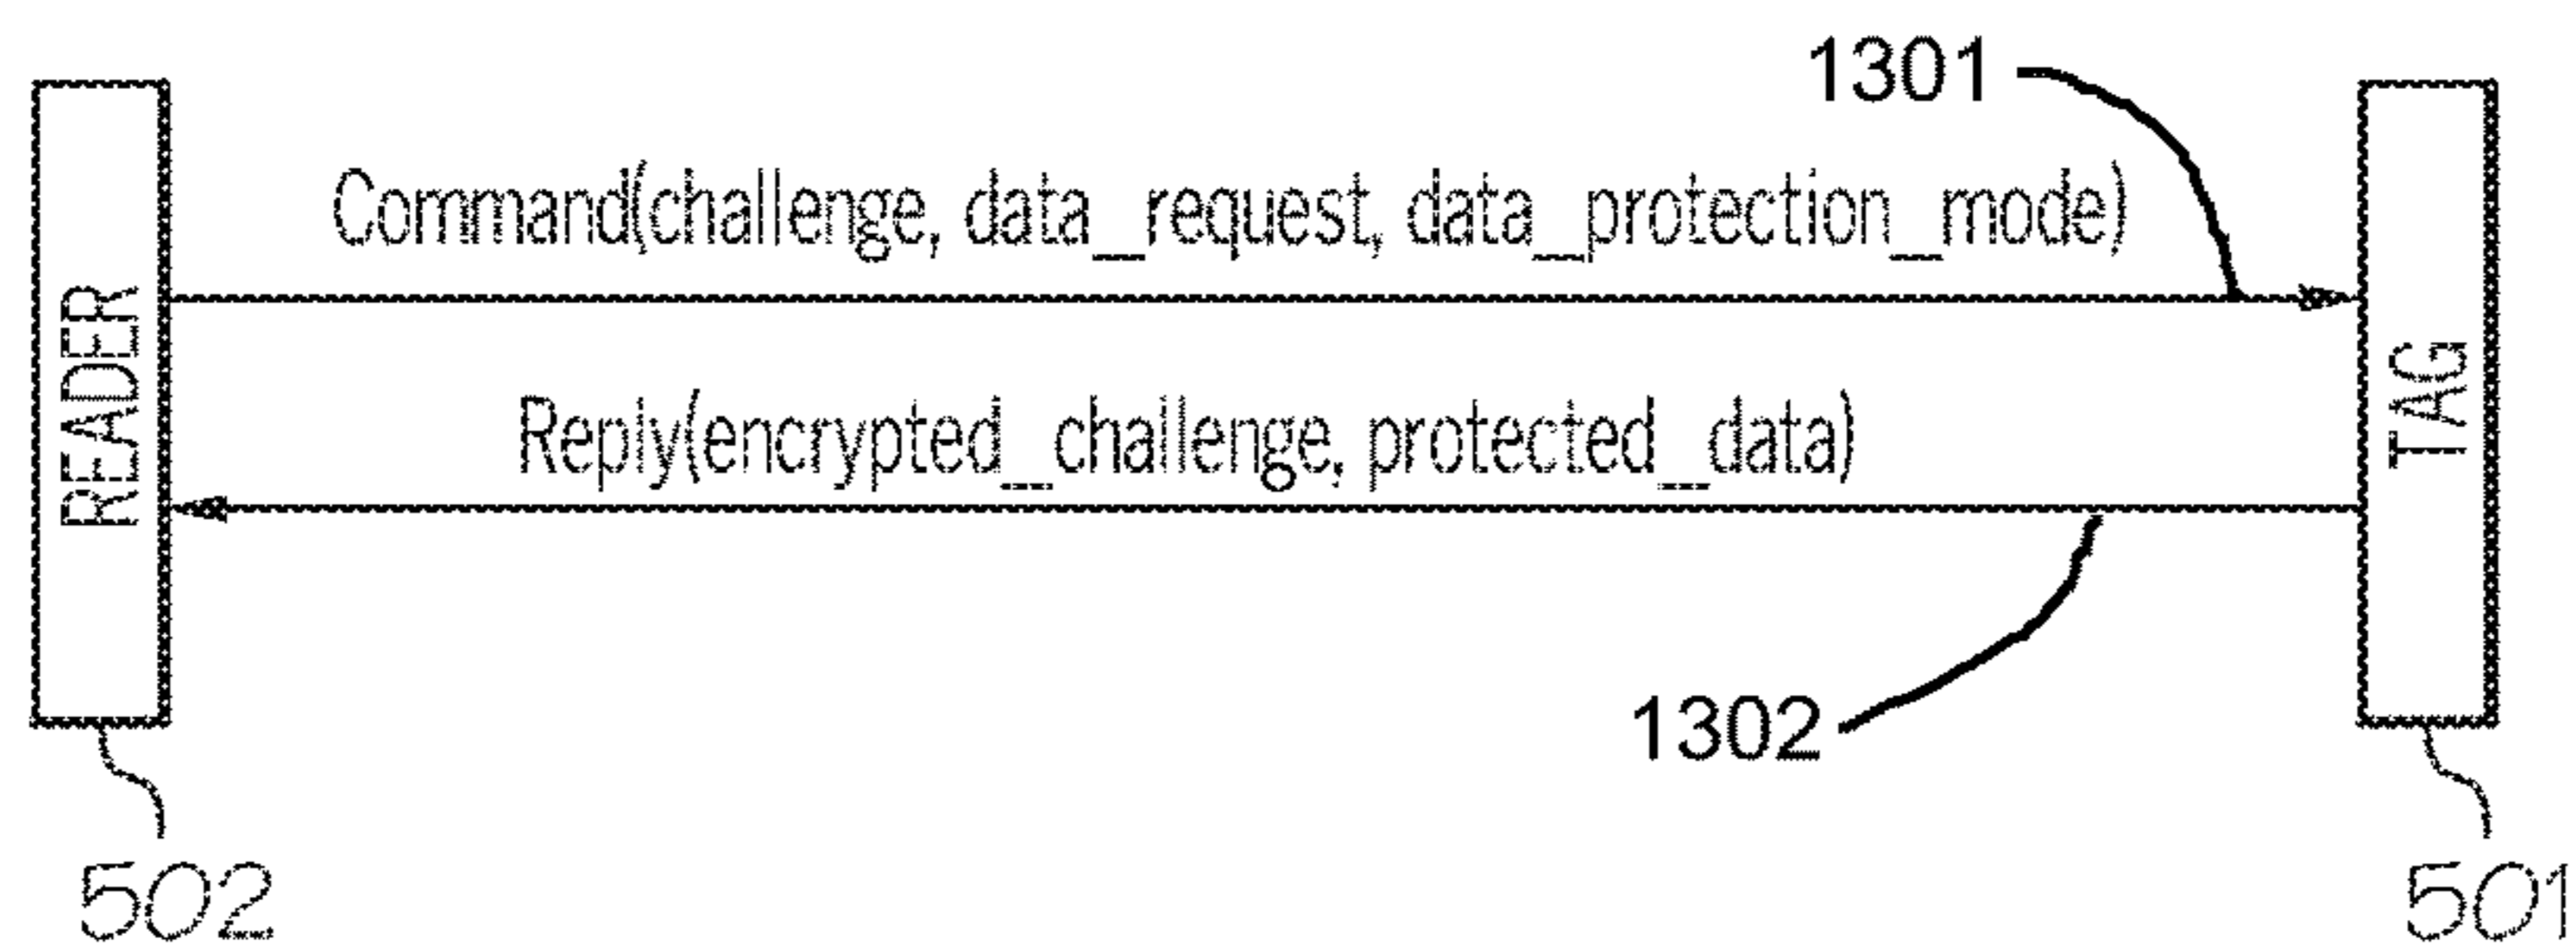 1301
Command(challenge, data_request, data_protection_mode)
READER
TAG
Reply(encrypted_challenge, protected_data)
1302
502
501